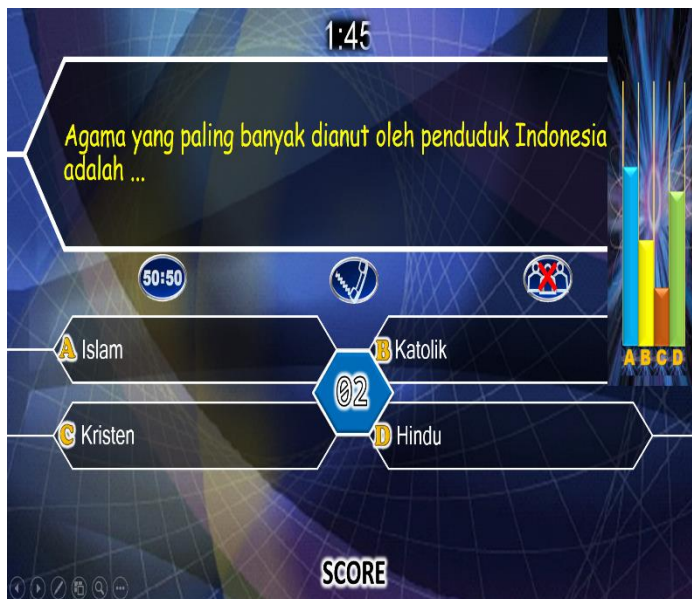 1:45
Agama yang paling banyak dianut oleh penduduk Indonesia
adalah ...
50:50
A Islam
B Katolik
02
C Kristen
D Hindu
A B C D
SCORE